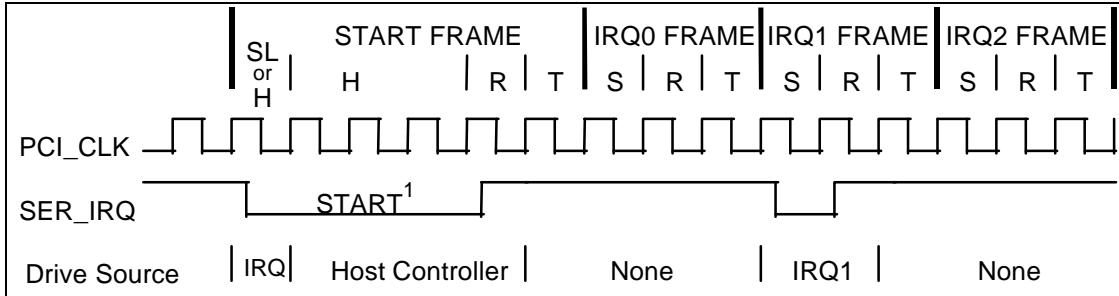 START FRAME IRQ0 FRAME IRQ1 FRAME IRQ2 FRAME
SL
or
H
H R T S R T S R T S R T
PCI_CLK
SER_IRQ START1
Drive Source IRQ Host Controller None IRQ1 None